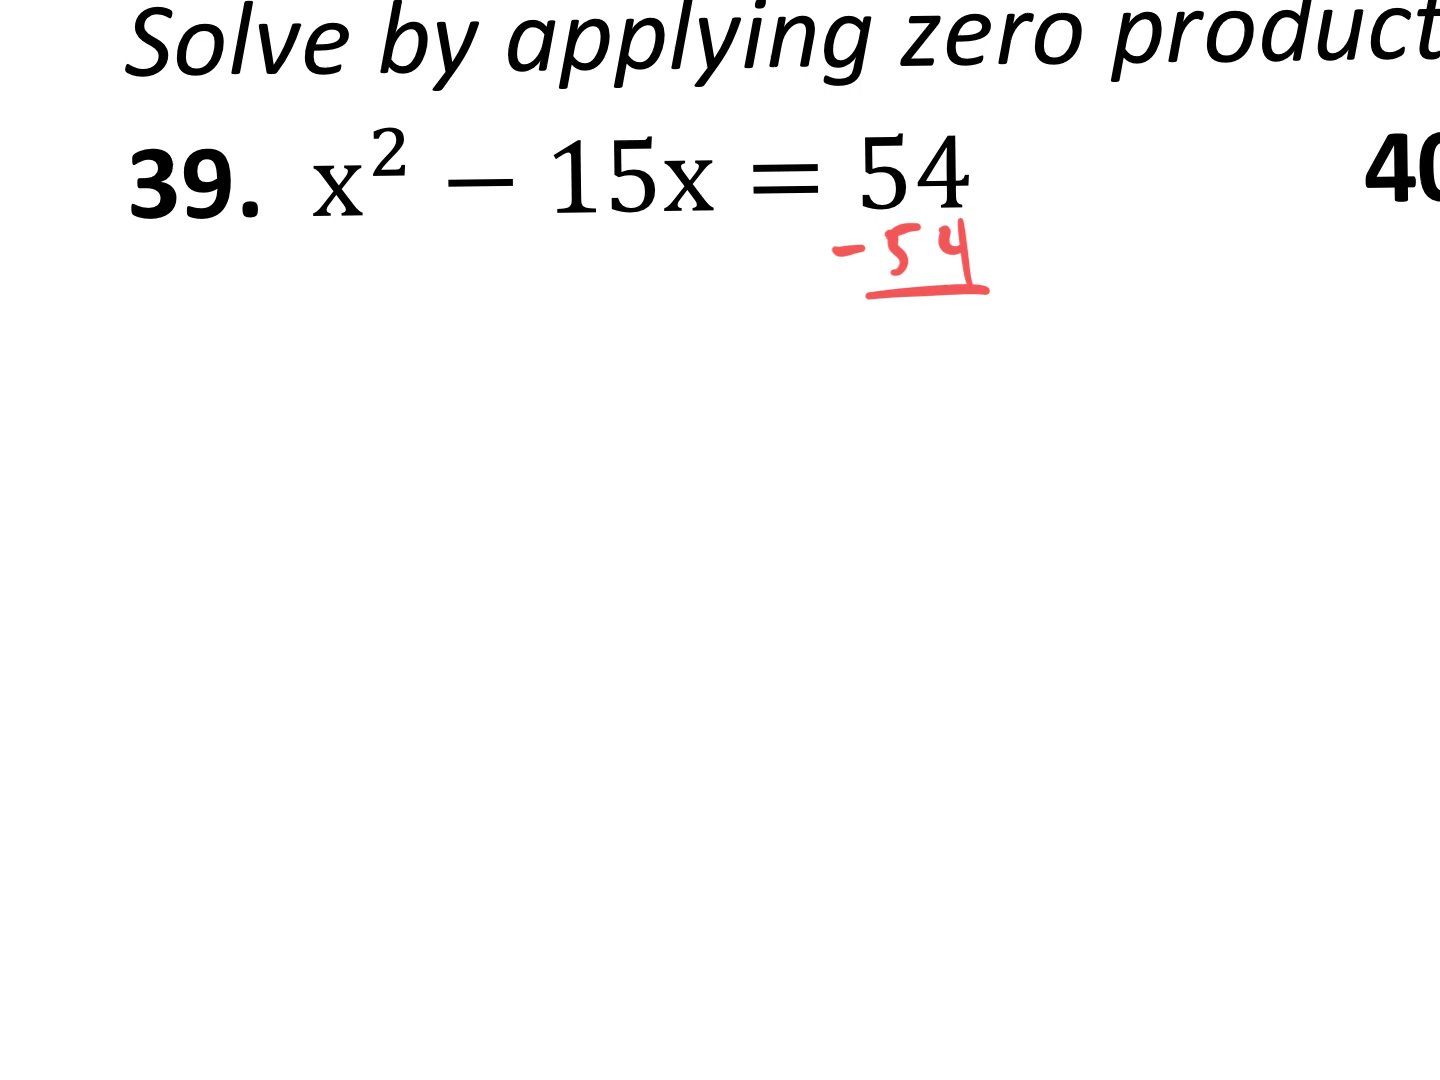 Solve by applying zero product
39. x² − 15x = 54
-54